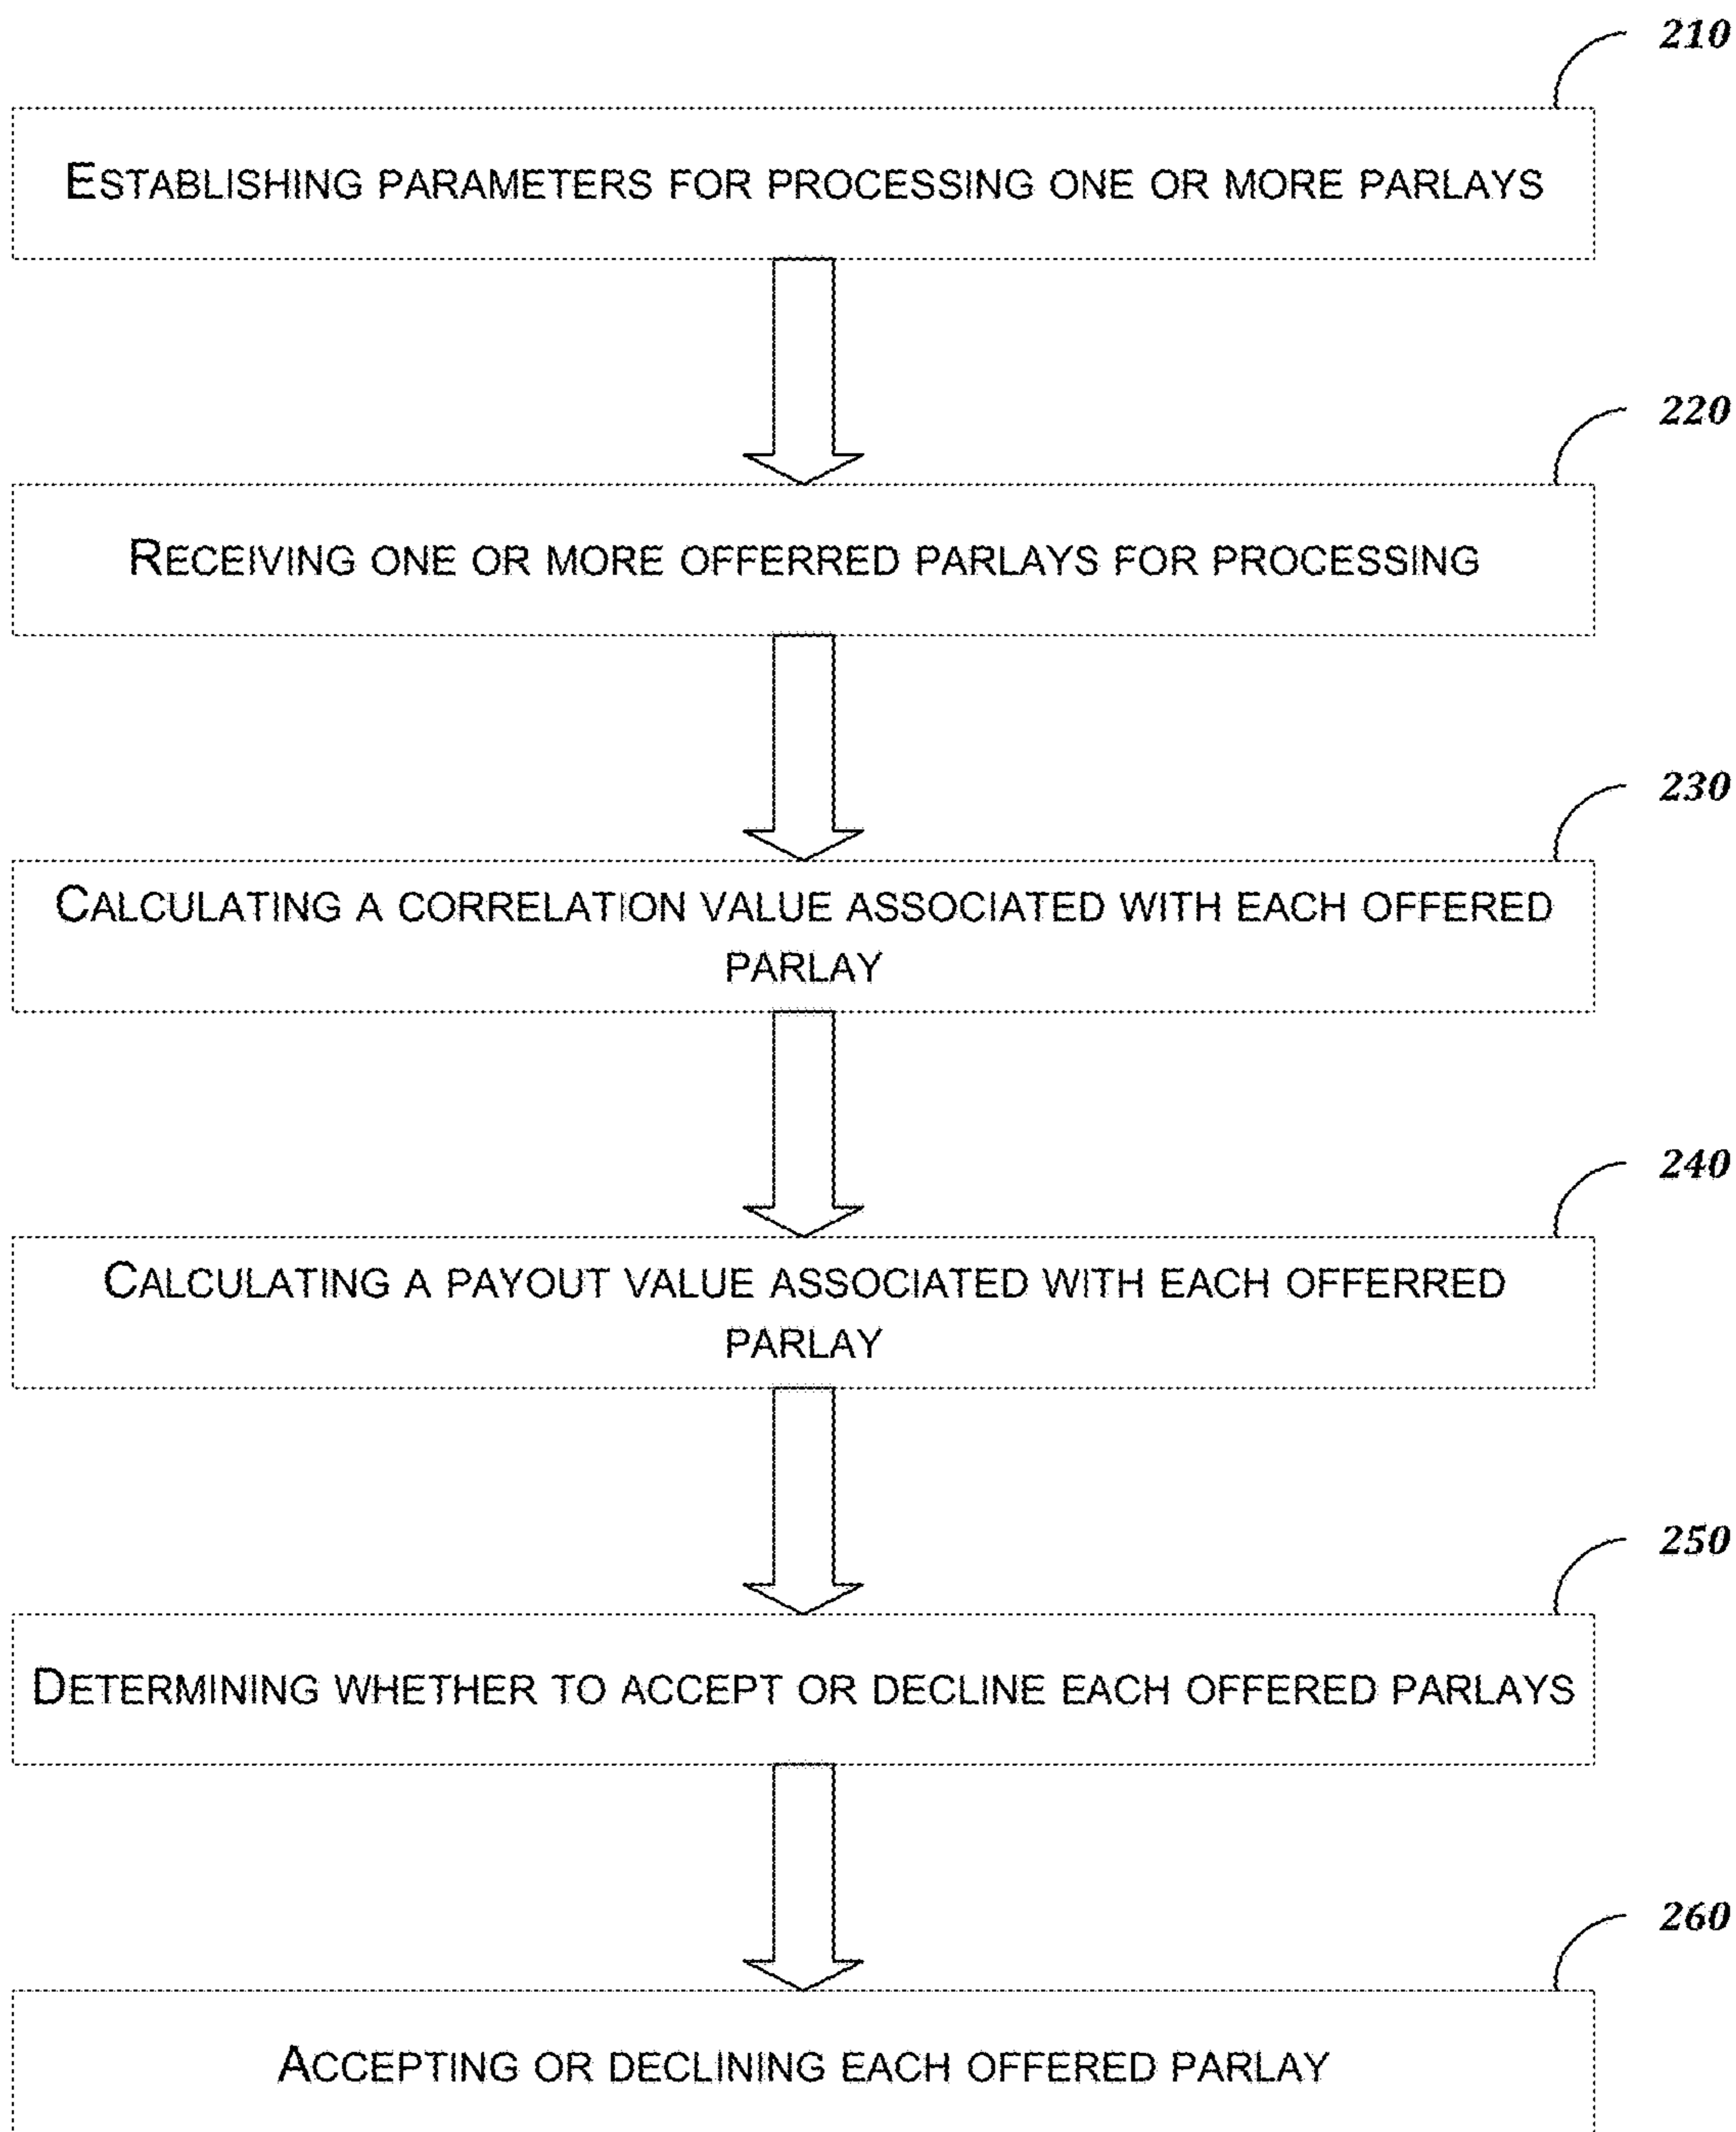 210
ESTABLISHING PARAMETERS FOR PROCESSING ONE OR MORE PARLAYS
220
RECEIVING ONE OR MORE OFFERRED PARLAYS FOR PROCESSING
230
CALCULATING A CORRELATION VALUE ASSOCIATED WITH EACH OFFERED
PARLAY
240
CALCULATING A PAYOUT VALUE ASSOCIATED WITH EACH OFFERRED
PARLAY
250
DETERMINING WHETHER TO ACCEPT OR DECLINE EACH OFFERED PARLAYS
260
ACCEPTING OR DECLINING EACH OFFERED PARLAY